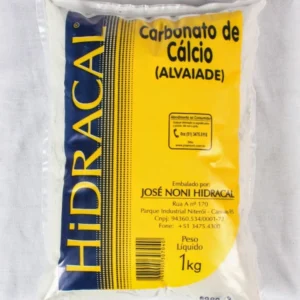 HiDRACAL
Carbonato de
Cálcio
(ALVAIADE)
Embalado por:
JOSÉ NONI HIDRACAL
Rua A nº 170
Parque Industrial Niterói - Canoas/RS
Peso
Líquido
1kg